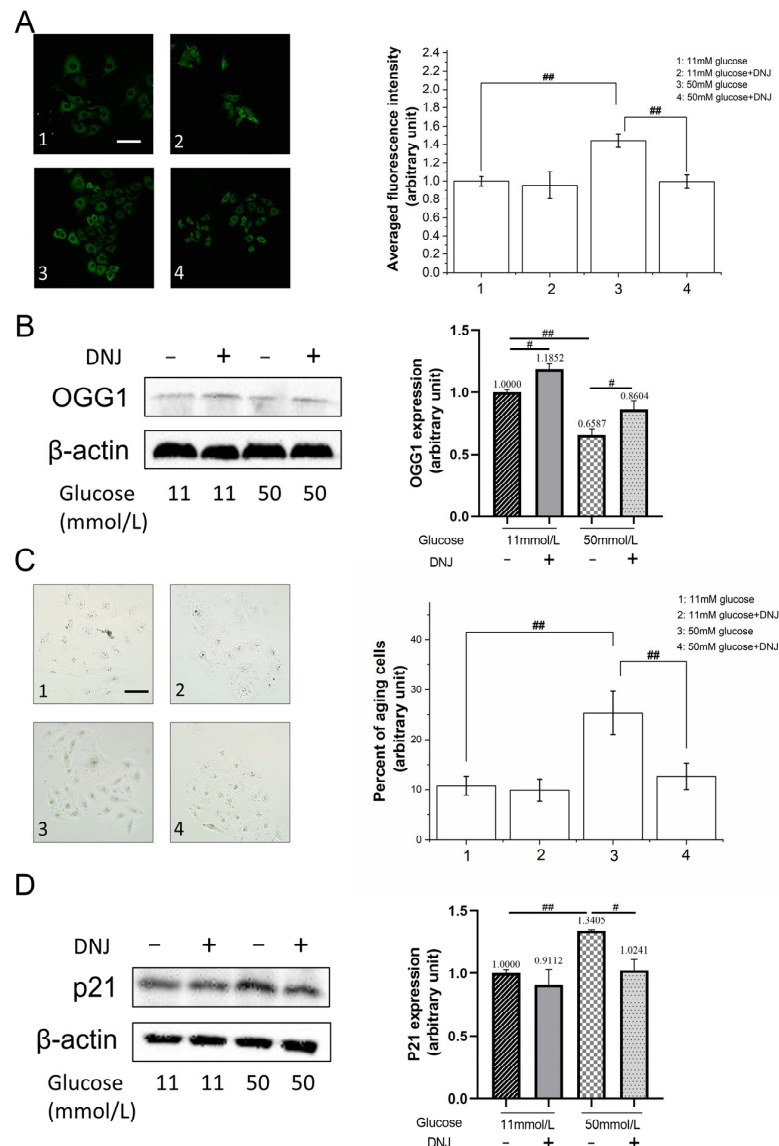 A
1
2
3
4
Averaged fluorescence intensity
(arbitrary unit)
2.4
2.2
2.0
1.8
1.6
1.4
1.2
1.0
0.8
0.6
0.4
0.2
0.0
##
##
1: 11mM glucose
2: 11mM glucose+DNJ
3: 50mM glucose
4: 50mM glucose+DNJ
1 2 3 4
B
DNJ − + − +
OGG1
β-actin
Glucose 11 11 50 50
(mmol/L)
OGG1 expression
(arbitrary unit)
1.5
1.0
0.5
0.0
##
#
#
1.0000
1.1852
0.6587
0.8604
Glucose 11mmol/L 50mmol/L
DNJ − + − +
C
1
2
3
4
Percent of aging cells
(arbitrary unit)
40
30
20
10
0
##
##
1: 11mM glucose
2: 11mM glucose+DNJ
3: 50mM glucose
4: 50mM glucose+DNJ
1 2 3 4
D
DNJ − + − +
p21
β-actin
Glucose 11 11 50 50
(mmol/L)
P21 expression
(arbitrary unit)
1.5
1.0
0.5
0.0
##
#
1.0000
0.9112
1.3405
1.0241
Glucose 11mmol/L 50mmol/L
DNJ − + − +